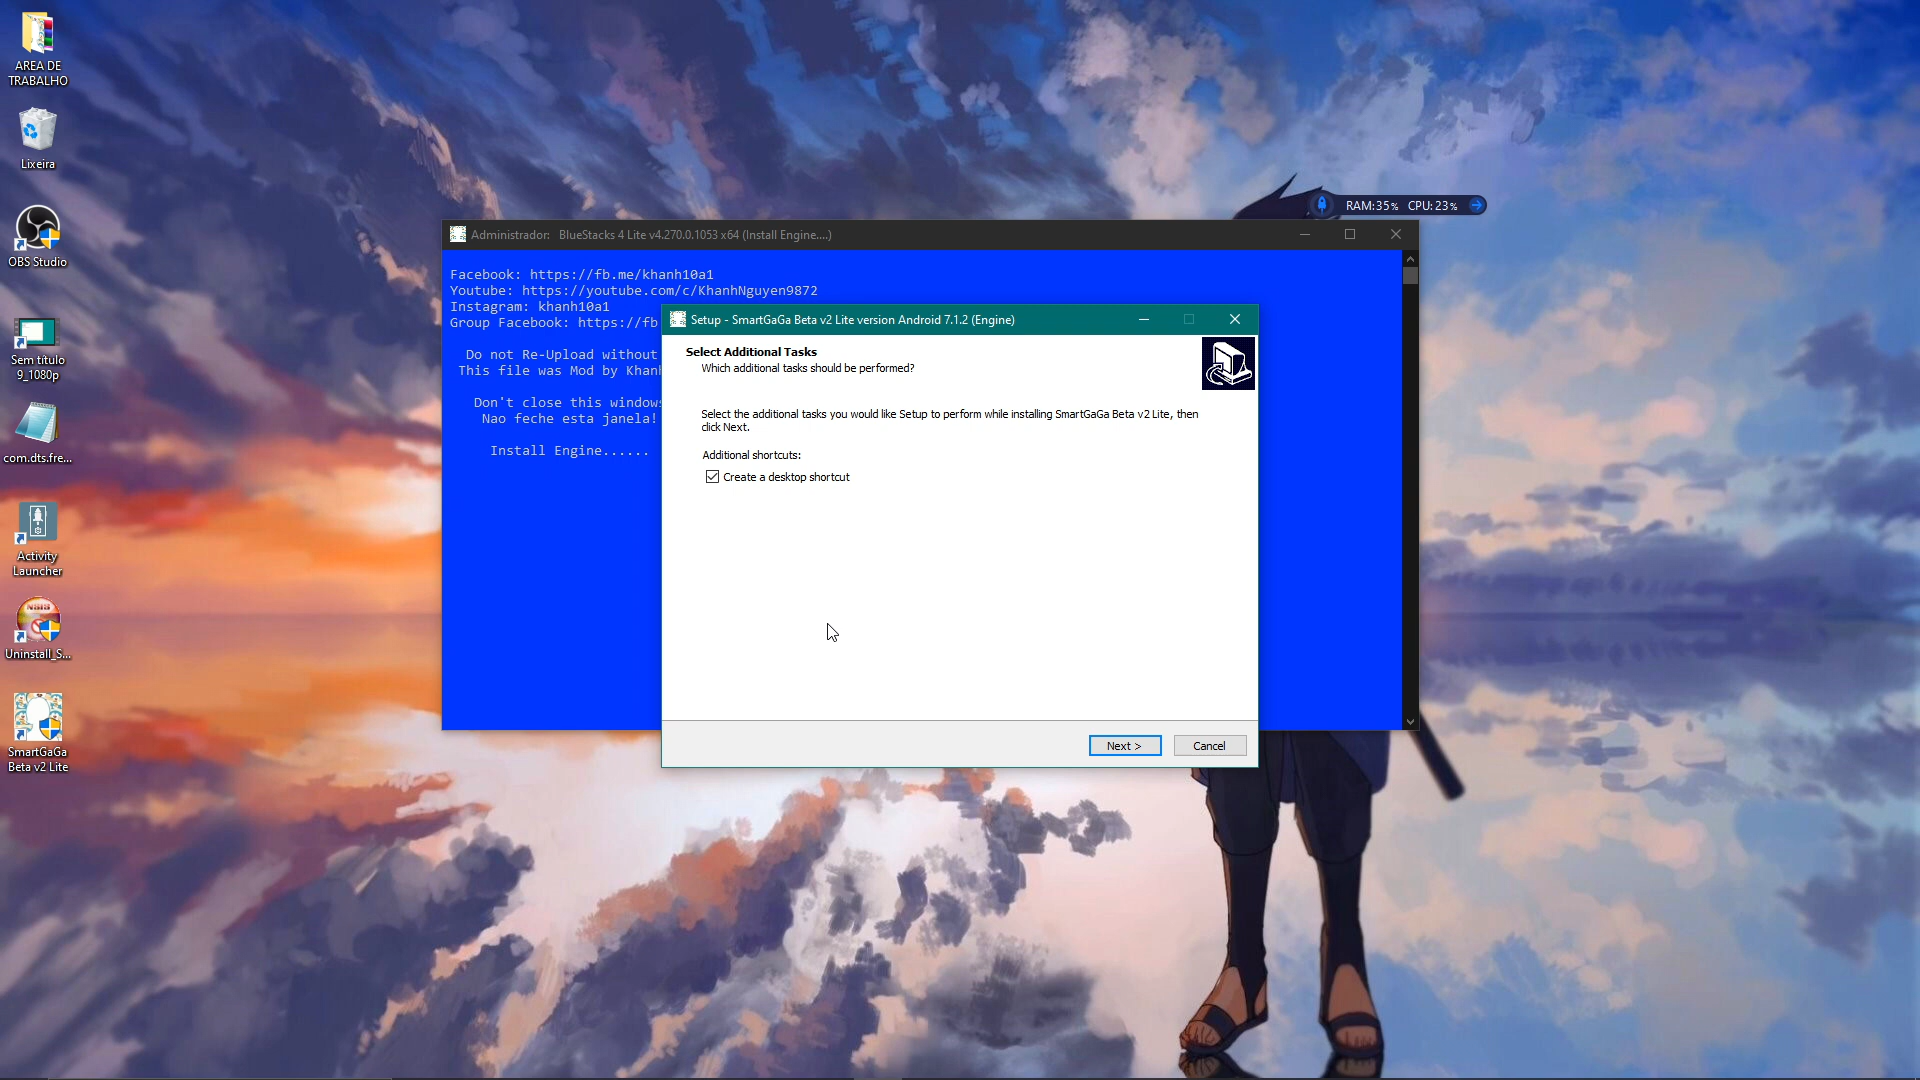 AREA DE
TRABALHO
Lixeira
OBS Studio
Sem título
9_1080p
com.dts.fre...
Activity
Launcher
Uninstall_S...
SmartGaGa
Beta v2 Lite
RAM:35% CPU:23%
Administrador: BlueStacks 4 Lite v4.270.0.1053 x64 (Install Engine....)
Facebook: https://fb.me/khanh10a1
Youtube: https://youtube.com/c/KhanhNguyen9872
Instagram: khanh10a1
Group Facebook: https://fb
Do not Re-Upload without
This file was Mod by Khanh
Don't close this windows
Nao feche esta janela!
Install Engine......
Setup - SmartGaGa Beta v2 Lite version Android 7.1.2 (Engine)
Select Additional Tasks
Which additional tasks should be performed?
Select the additional tasks you would like Setup to perform while installing SmartGaGa Beta v2 Lite, then
click Next.
Additional shortcuts:
Create a desktop shortcut
Next >
Cancel